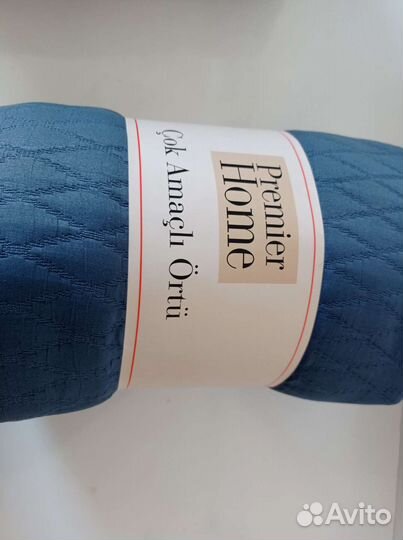 Premier
Home
Çok Amaçlı Örtü
Avito